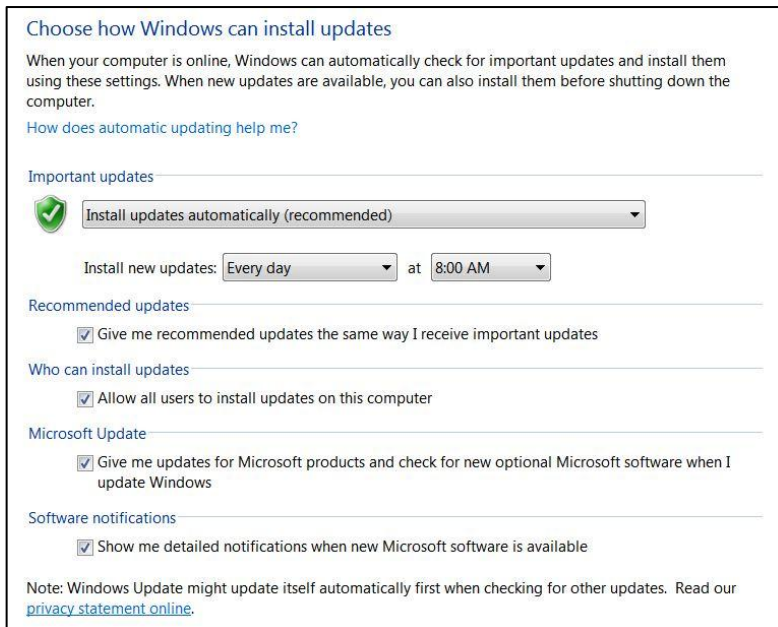 Choose how Windows can install updates
When your computer is online, Windows can automatically check for important updates and install them
using these settings. When new updates are available, you can also install them before shutting down the
computer.
How does automatic updating help me?
Important updates
Install updates automatically (recommended)
Install new updates: Every day at 8:00 AM
Recommended updates
Give me recommended updates the same way I receive important updates
Who can install updates
Allow all users to install updates on this computer
Microsoft Update
Give me updates for Microsoft products and check for new optional Microsoft software when I
update Windows
Software notifications
Show me detailed notifications when new Microsoft software is available
Note: Windows Update might update itself automatically first when checking for other updates. Read our
privacy statement online.